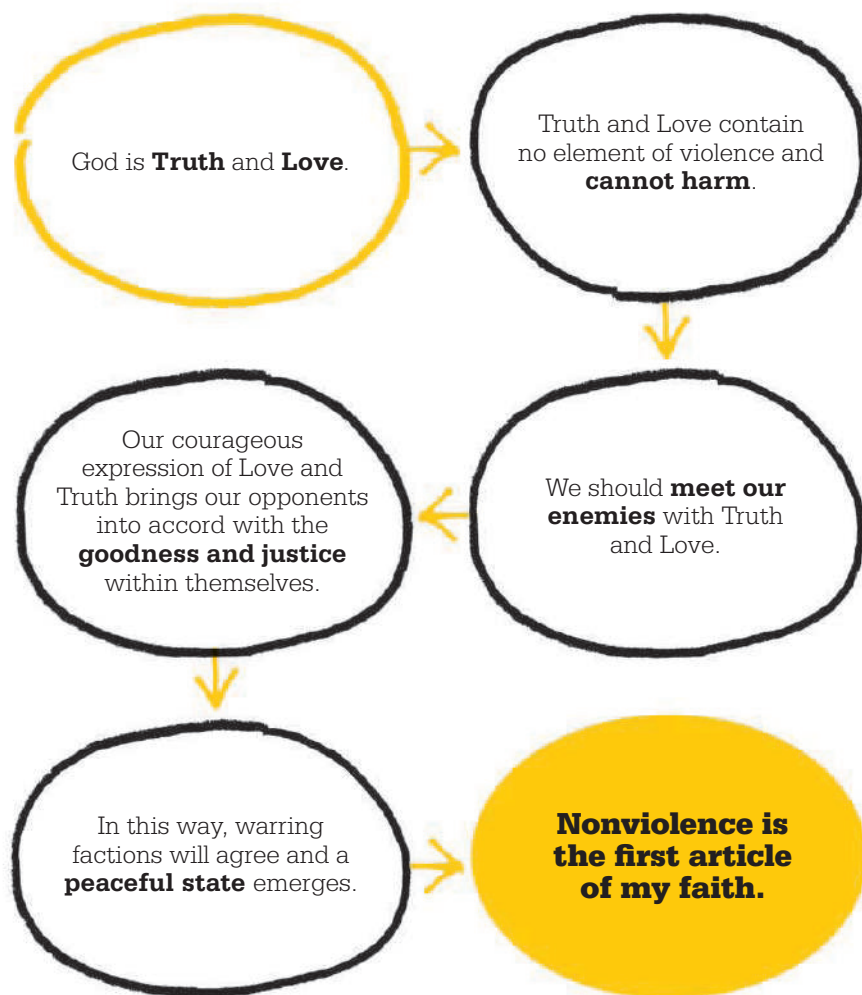 God is Truth and Love.
Truth and Love contain
no element of violence and
cannot harm.
We should meet our
enemies with Truth
and Love.
Our courageous
expression of Love and
Truth brings our opponents
into accord with the
goodness and justice
within themselves.
In this way, warring
factions will agree and a
peaceful state emerges.
Nonviolence is
the first article
of my faith.